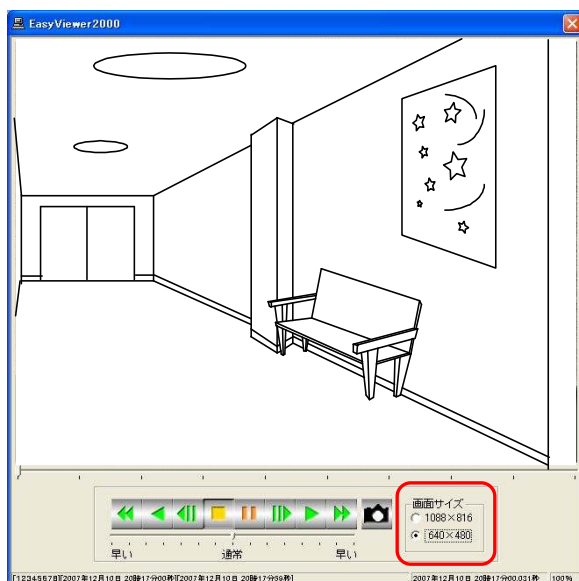 EasyViewer2000
画面サイズ
1088×816
640×480
早い 通常 早い
[12345678][2007年12月10日 20時17分00秒][2007年12月10日 20時17分59秒] 2007年12月10日 20時17分00.031秒 100%